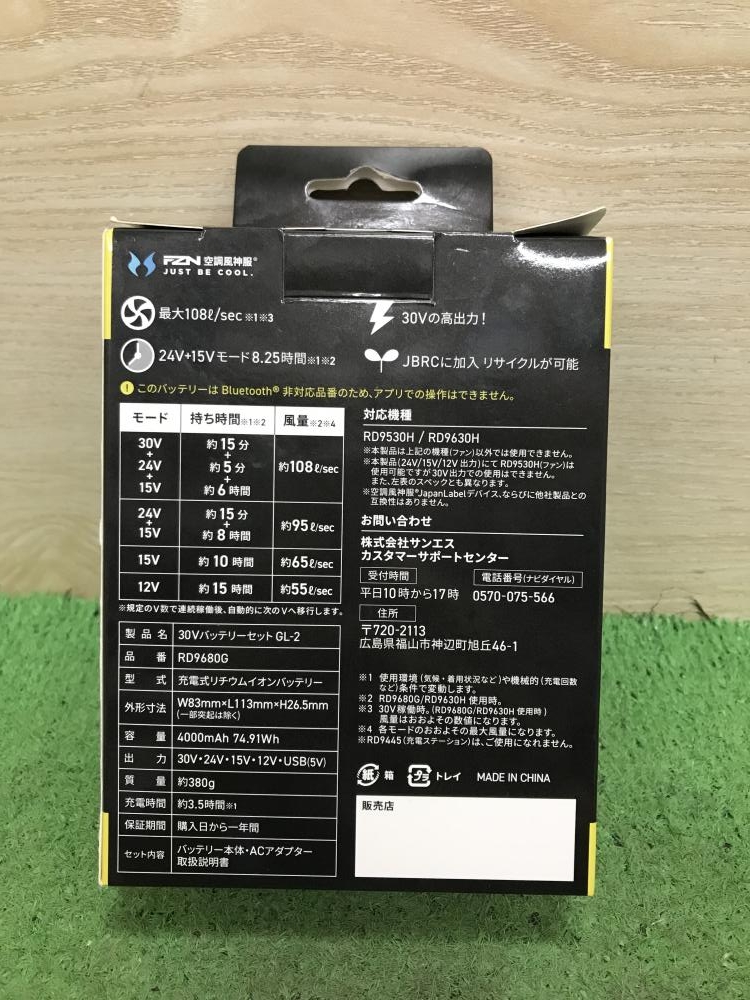 FZN 空調風神服®
JUST BE COOL.
最大108ℓ/sec ※1※3
30Vの高出力！
24V+15Vモード8.25時間※1※2
JBRCに加入 リサイクルが可能
このバッテリーは Bluetooth® 非対応品番のため、アプリでの操作はできません。
モード 持ち時間※1※2 風量※2※4
30V + 24V + 15V 約15分 + 約5分 + 約6時間 約108ℓ/sec
24V + 15V 約15分 + 約8時間 約95ℓ/sec
15V 約10時間 約65ℓ/sec
12V 約15時間 約55ℓ/sec
※規定のV数で連続稼働後、自動的に次のVへ移行します。
製品名 30Vバッテリーセット GL-2
品番 RD9680G
型式 充電式リチウムイオンバッテリー
外形寸法 W83mm×L113mm×H26.5mm
(一部突起は除く)
容量 4000mAh 74.91Wh
出力 30V・24V・15V・12V・USB(5V)
質量 約380g
充電時間 約3.5時間※1
保証期間 購入日から一年間
セット内容 バッテリー本体・ACアダプター
取扱説明書
対応機種
RD9530H / RD9630H
※本製品は上記の機種(ファン)以外では使用できません。
※本製品(24V/15V/12V出力)にて RD9530H(ファン)は
使用可能ですが30V出力での使用はできません。
また、左表のスペックとも異なります。
※空調風神服®JapanLabelデバイス、ならびに他社製品との
互換性はありません。
お問い合わせ
株式会社サンエス
カスタマーサポートセンター
受付時間 電話番号(ナビダイヤル)
平日10時から17時 0570-075-566
住所
〒720-2113
広島県福山市神辺町旭丘46-1
※1 使用環境(気候・着用状況など)や機械的(充電回数
など)条件で変動します。
※2 RD9680G/RD9630H 使用時。
※3 30V稼働時。(RD9680G/RD9630H 使用時)
風量はおおよその数値になります。
※4 各モードのおおよその最大風量になります。
※RD9445(充電ステーション)は、ご使用になれません。
紙 箱 プラ トレイ MADE IN CHINA
販売店